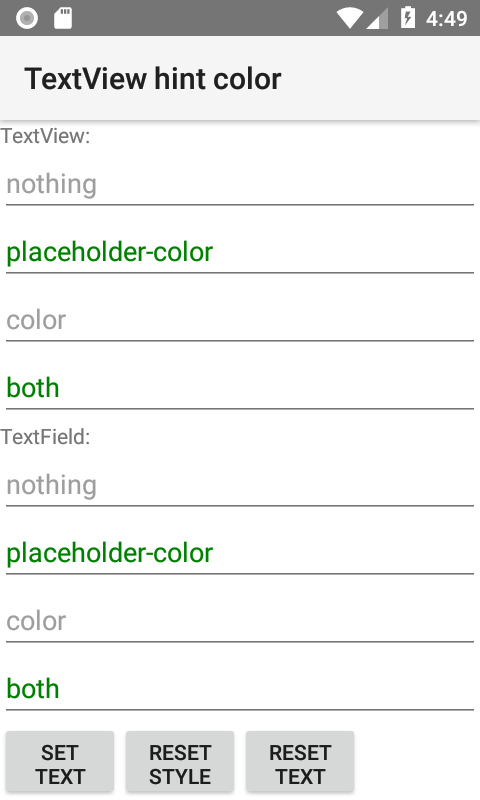 4:49
TextView hint color
TextView:
nothing
placeholder-color
color
both
TextField:
nothing
placeholder-color
color
both
SET
TEXT
RESET
STYLE
RESET
TEXT